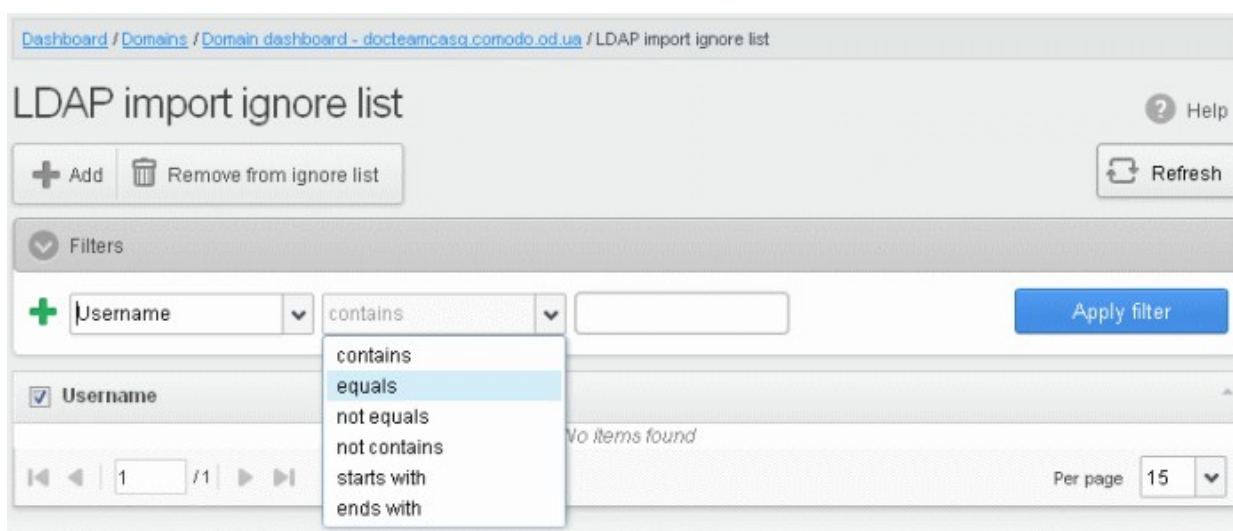 Dashboard / Domains / Domain dashboard - docteamcasg.comodo.od.ua / LDAP import ignore list
LDAP import ignore list
Help
Add Remove from ignore list Refresh
Filters
Username contains Apply filter
contains
equals
not equals
not contains
starts with
ends with
Username
No items found
1 /1 Per page 15